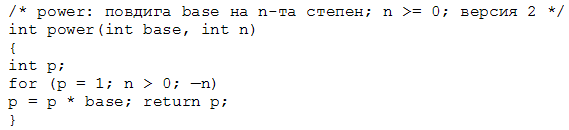 /* power: повдига base на n-та степен; n >= 0; версия 2 */
int power(int base, int n)
{
int p;
for (p = 1; n > 0; —n)
p = p * base; return p;
}